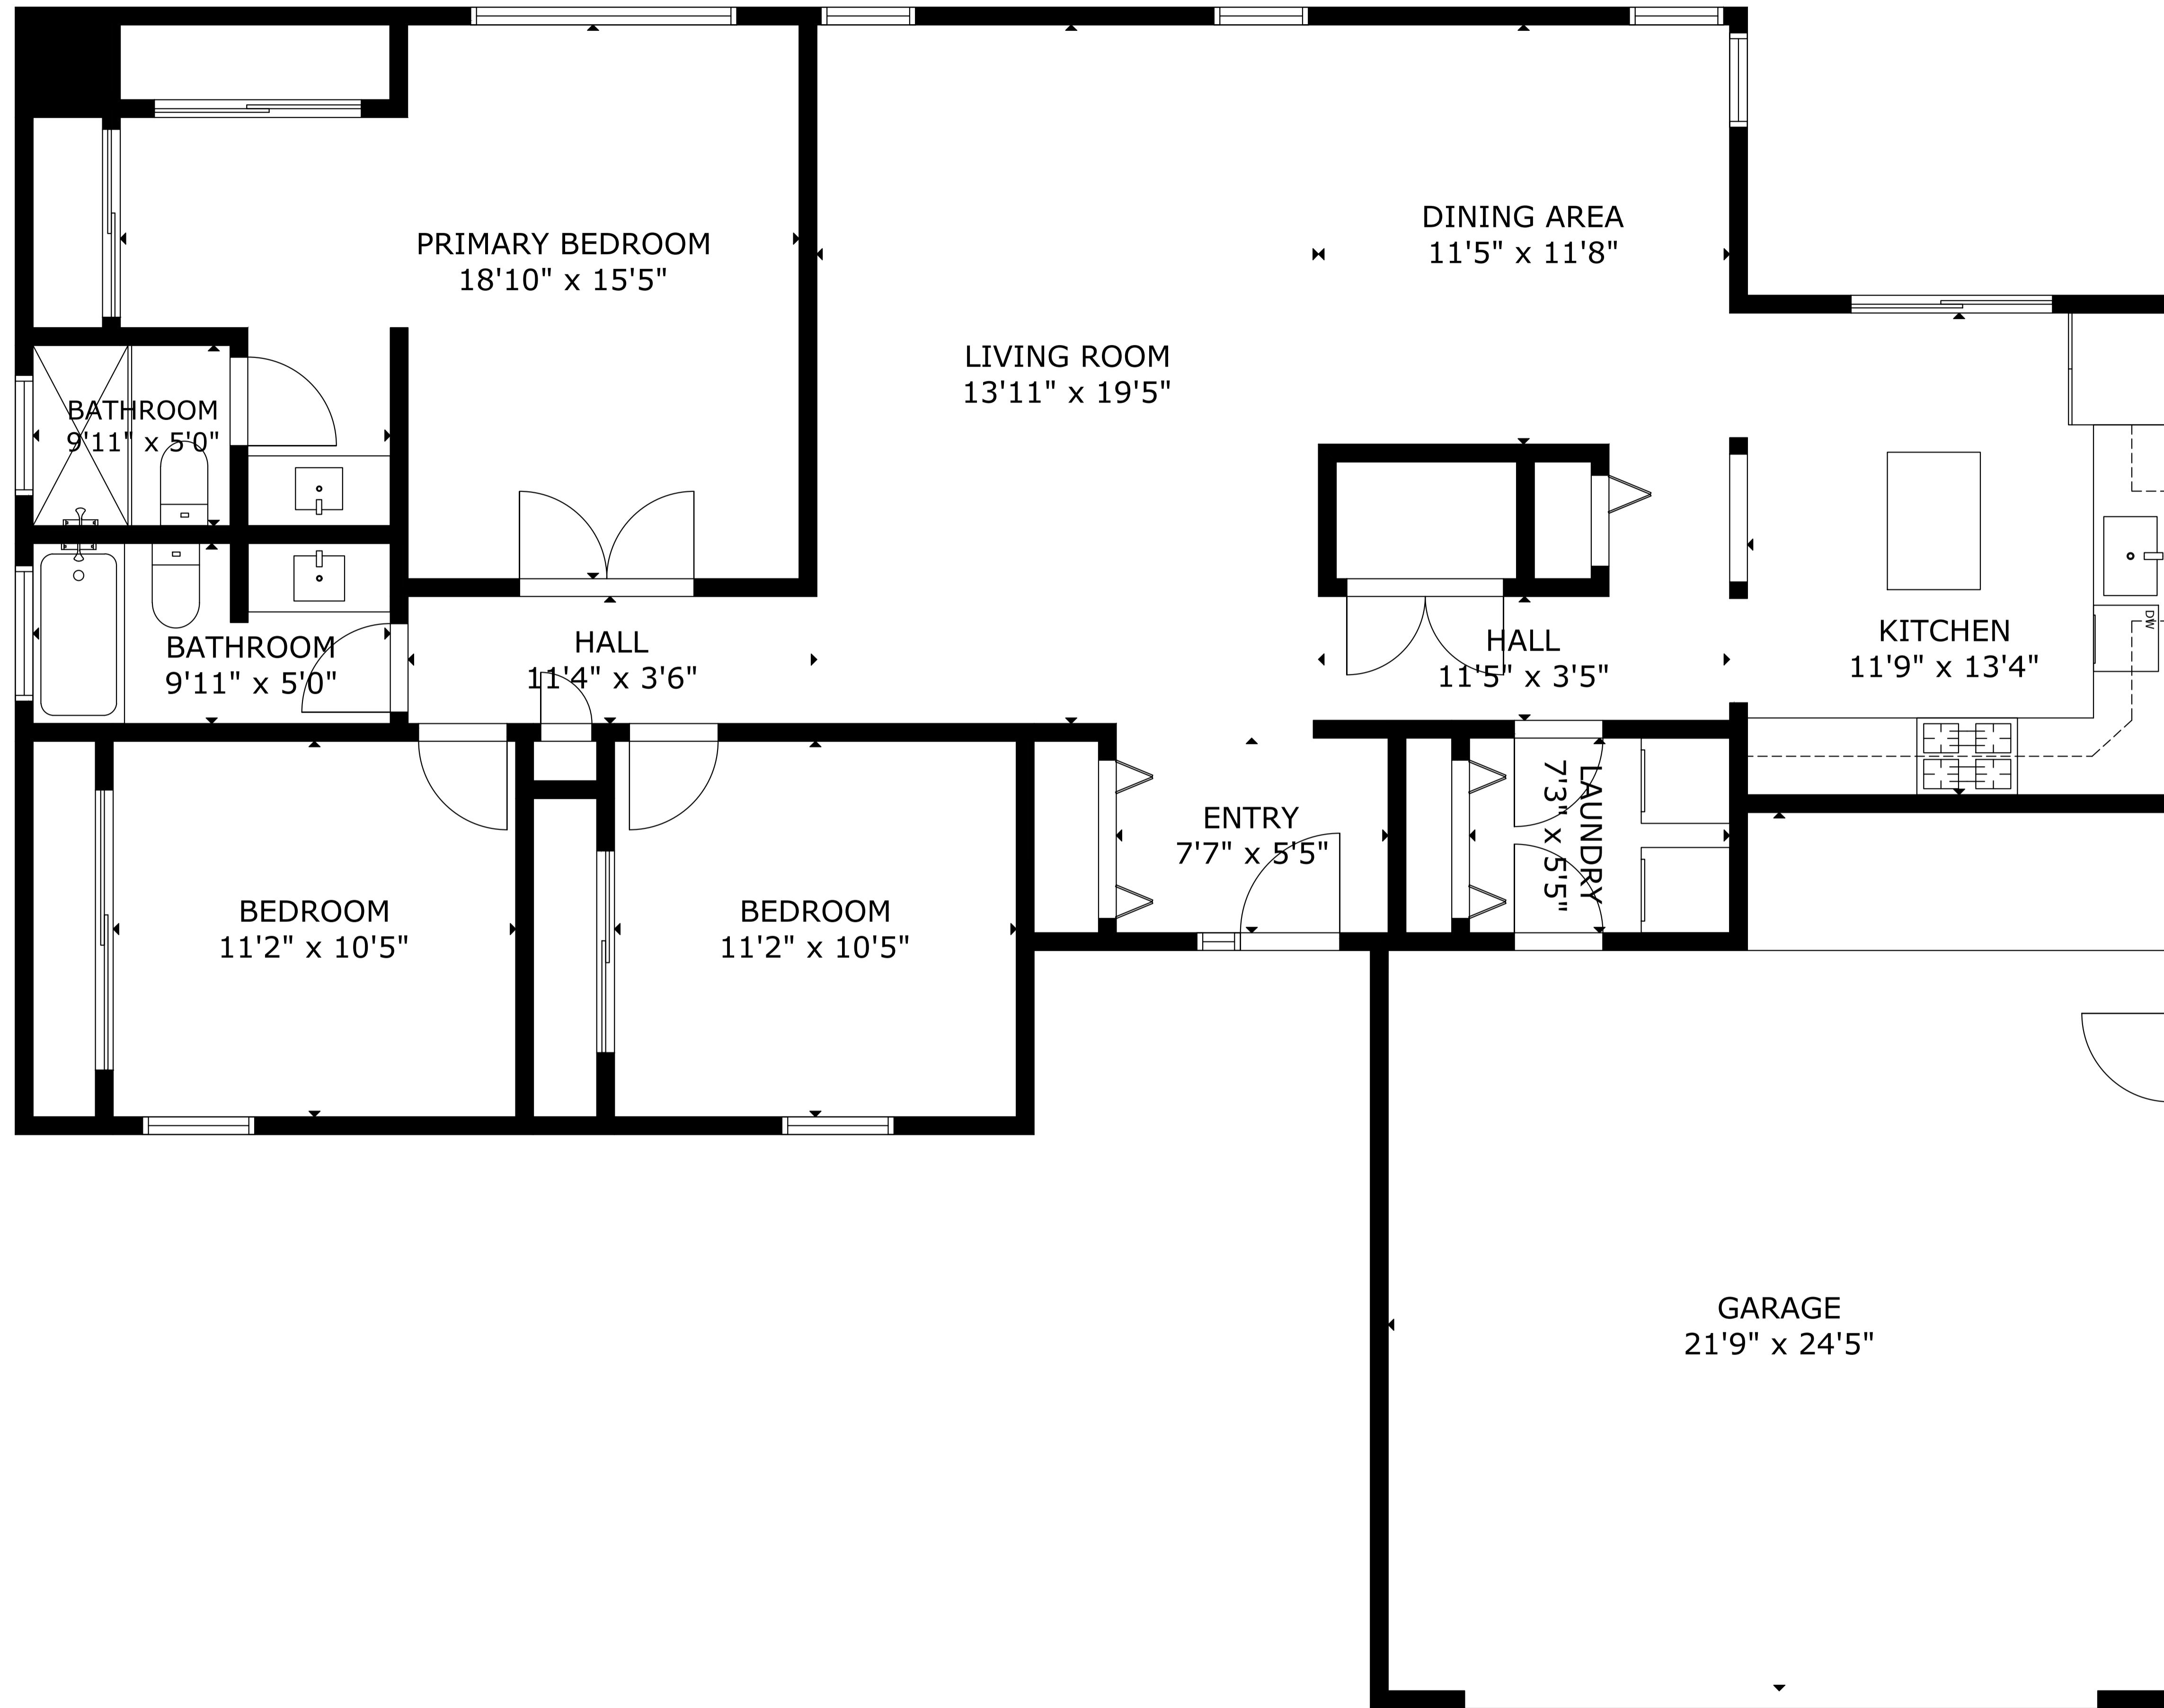 PRIMARY BEDROOM
18'10" x 15'5"
DINING AREA
11'5" x 11'8"
LIVING ROOM
13'11" x 19'5"
BATHROOM
9'11" x 5'0"
BATHROOM
9'11" x 5'0"
HALL
11'4" x 3'6"
HALL
11'5" x 3'5"
KITCHEN
11'9" x 13'4"
DW
ENTRY
7'7" x 5'5"
LAUNDRY
7'3" x 5'5"
BEDROOM
11'2" x 10'5"
BEDROOM
11'2" x 10'5"
GARAGE
21'9" x 24'5"